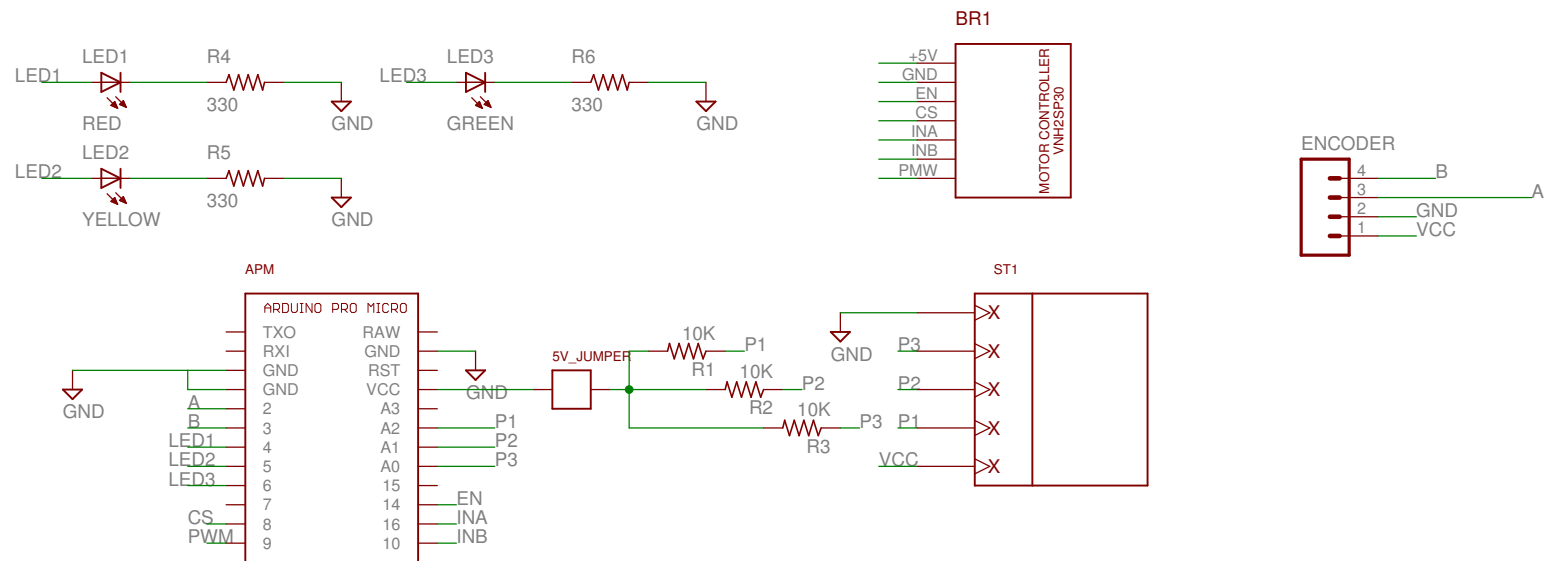 LED1
LED1
R4
330
GND
RED
LED3
LED3
R6
330
GND
GREEN
LED2
LED2
R5
330
GND
YELLOW
BR1
+5V
GND
EN
CS
INA
INB
PMW
MOTOR CONTROLLER
VNH2SP30
ENCODER
4
B
3
A
2
GND
1
VCC
APM
ARDUINO PRO MICRO
TXO
RAW
RXI
GND
GND
RST
GND
VCC
GND
GND
A
2
A3
B
3
A2
P1
LED1
4
A1
P2
LED2
5
A0
P3
LED3
6
15
7
14
EN
CS
8
16
INA
PWM
9
10
INB
5V_JUMPER
10K
P1
R1
10K
P2
R2
10K
P3
R3
ST1
X
GND
P3
X
P2
X
P1
X
VCC
X